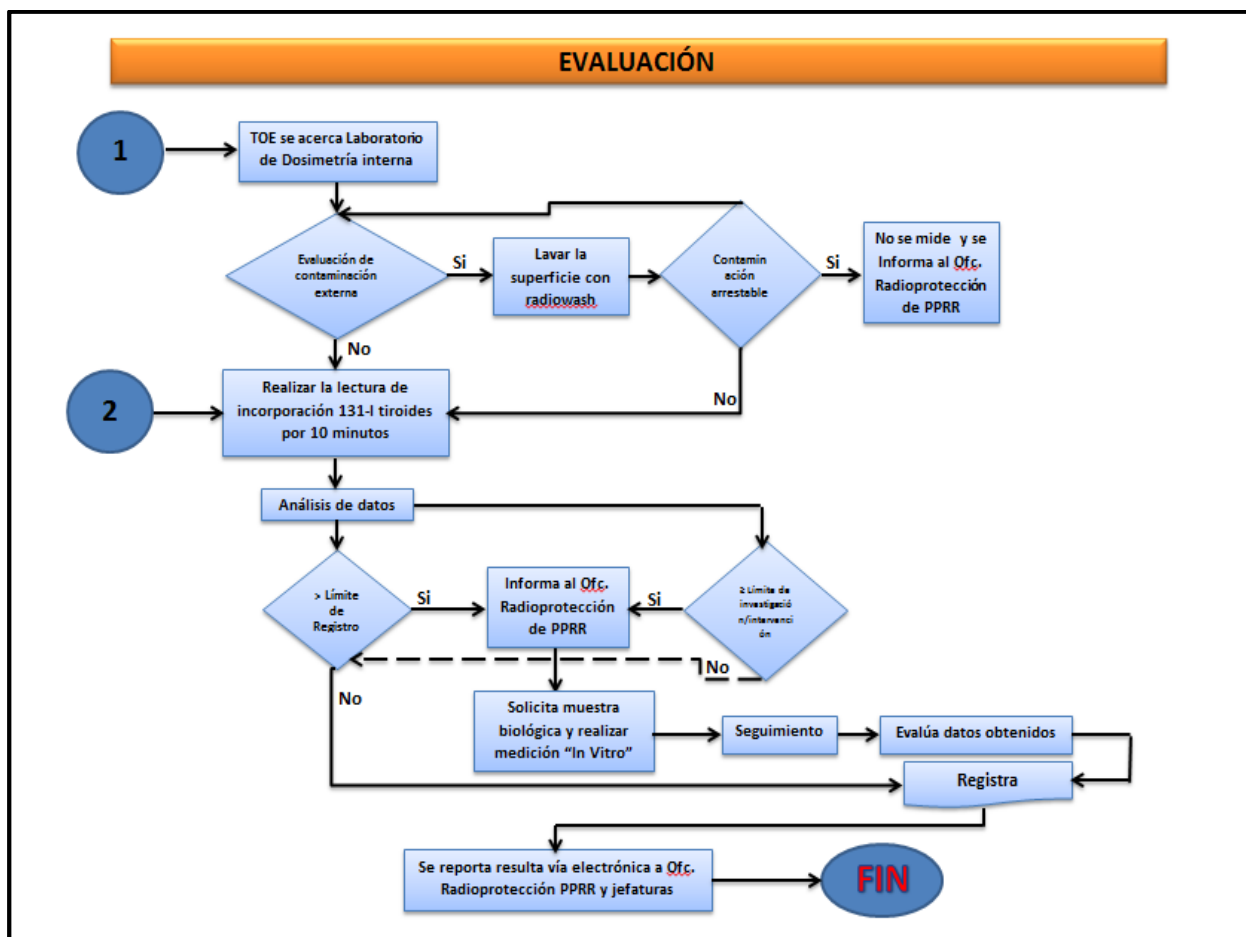 EVALUACIÓN
1
TOE se acerca Laboratorio
de Dosimetría interna
Evaluación de
contaminación
externa
Si
Lavar la
superficie con
radiowash
Contamin
ación
arrestable
Si
No se mide y se
Informa al Ofc.
Radioprotección
de PPRR
No
No
2
Realizar la lectura de
incorporación 131-I tiroides
por 10 minutos
Análisis de datos
> Límite
de
Registro
Si
Informa al Ofc.
Radioprotección
de PPRR
Si
≥ Límite de
investigació
n/intervenci
ón
No
No
Solicita muestra
biológica y realizar
medición “In Vitro”
Seguimiento
Evalúa datos obtenidos
Registra
Se reporta resulta vía electrónica a Ofc.
Radioprotección PPRR y jefaturas
FIN